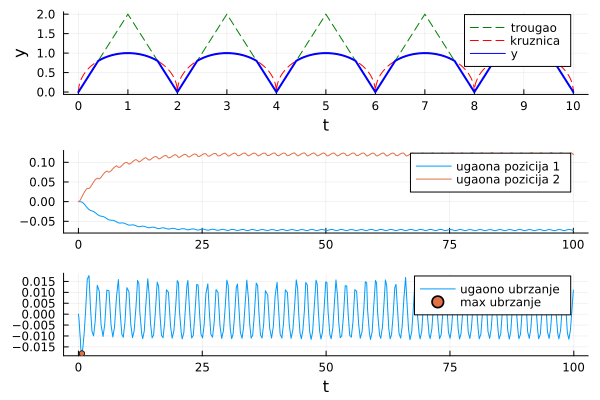 2.0
1.5
1.0
0.5
0.0
y
trougao
kruznica
y
0 1 2 3 4 5 6 7 8 9 10
t
0.10
0.05
0.00
−0.05
ugaona pozicija 1
ugaona pozicija 2
0 25 50 75 100
0.015
0.010
0.005
0.000
−0.005
−0.010
−0.015
ugaono ubrzanje
max ubrzanje
0 25 50 75 100
t